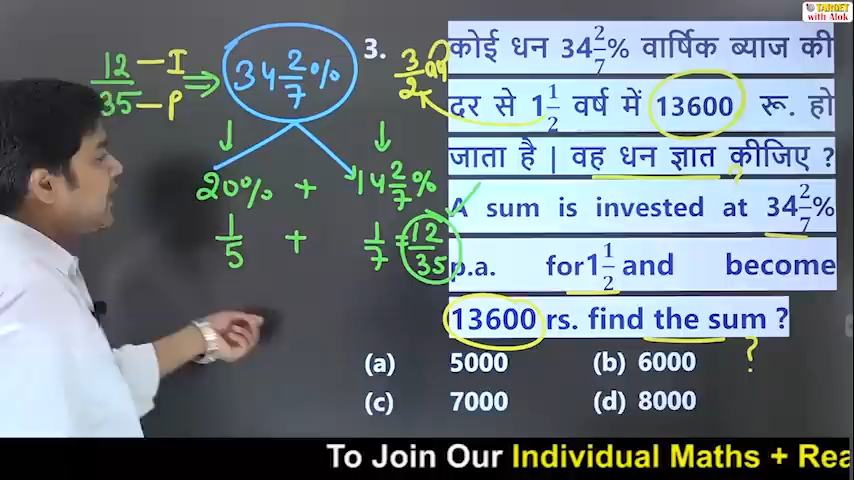 TARGET
with Alok
12/35 — I
— P
⇒ 34 2/7 %
20% + 14 2/7 %
1/5 + 1/7 = 12/35
3.
3/2
कोई धन 34 2/7% वार्षिक ब्याज की
दर से 1 1/2 वर्ष में 13600 रू. हो
जाता है | वह धन ज्ञात कीजिए ?
?
A sum is invested at 34 2/7%
p.a. for1 1/2 and become
13600 rs. find the sum ?
?
(a) 5000 (b) 6000
(c) 7000 (d) 8000
To Join Our Individual Maths + Rea